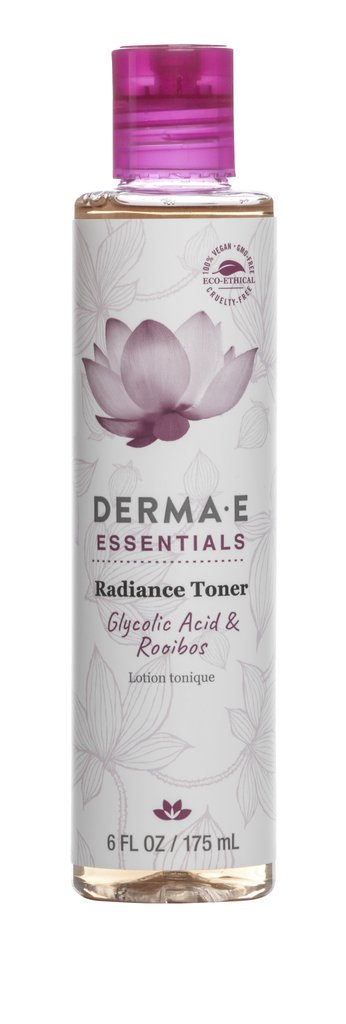 100% VEGAN • GMO-FREE
ECO-ETHICAL
CRUELTY-FREE
DERMA·E
ESSENTIALS
Radiance Toner
Glycolic Acid &
Rooibos
Lotion tonique
6 FL OZ / 175 mL